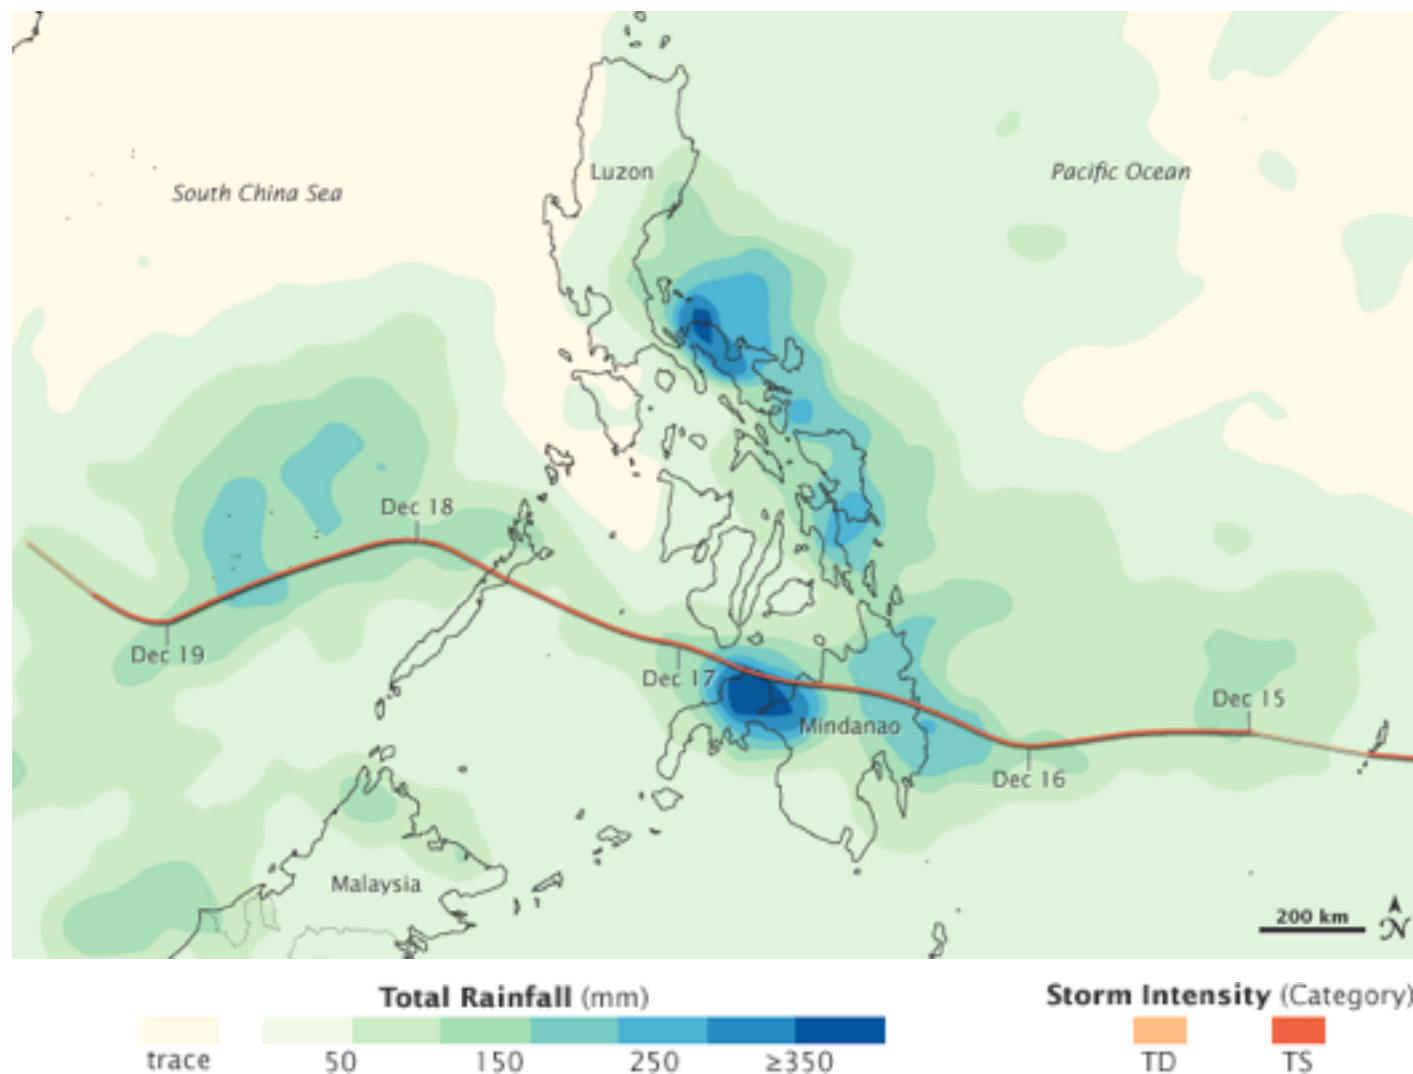 Luzon
South China Sea
Pacific Ocean
Dec 18
Dec 19
Dec 17
Mindanao
Dec 15
Dec 16
Malaysia
200 km
N
Total Rainfall (mm)
trace 50 150 250 ≥350
Storm Intensity (Category)
TD TS